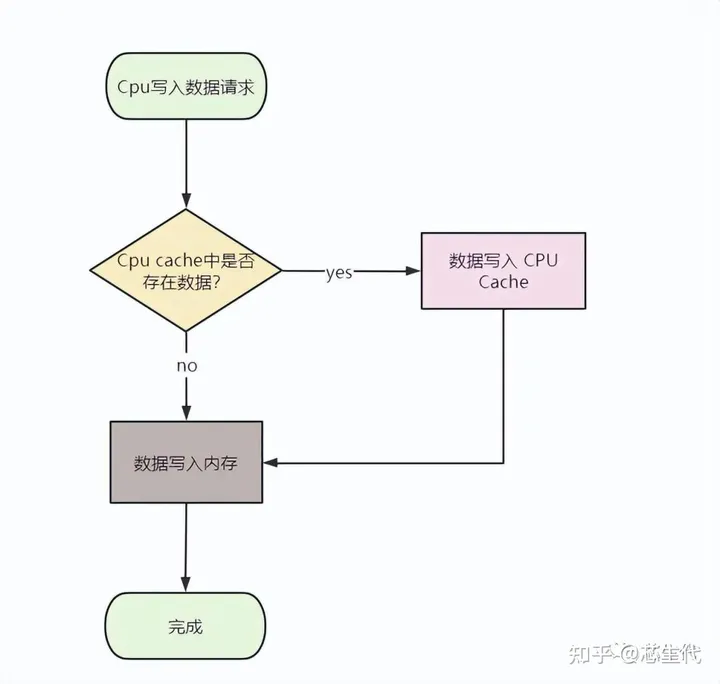 Cpu写入数据请求
Cpu cache中是否
存在数据?
yes
数据写入 CPU
Cache
no
数据写入内存
完成
知乎 @芯生代